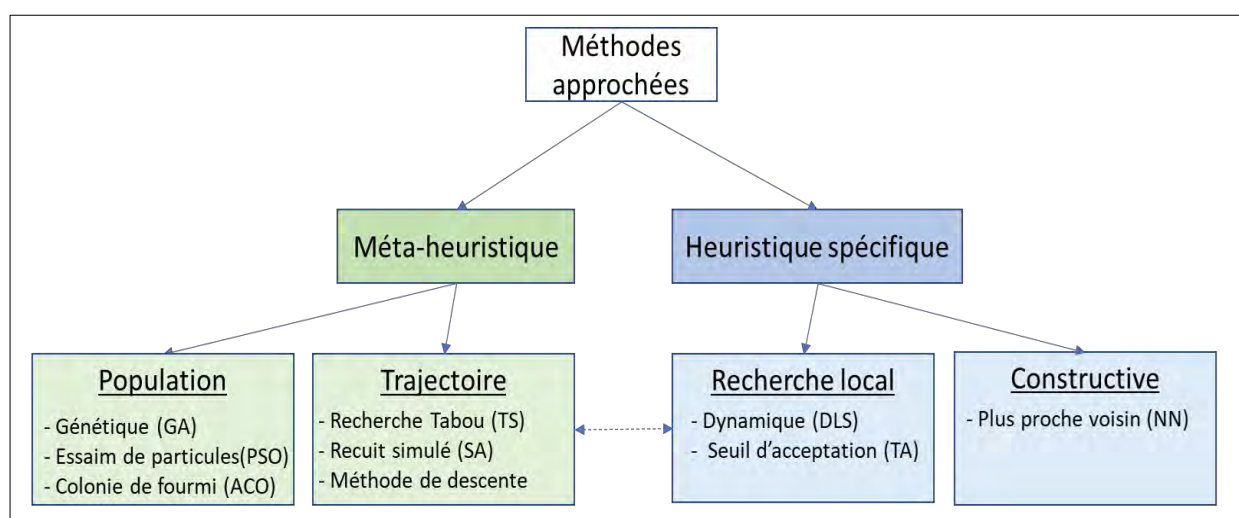 Méthodes
approchées
Méta-heuristique
Heuristique spécifique
Population
- Génétique (GA)
- Essaim de particules(PSO)
- Colonie de fourmi (ACO)
Trajectoire
- Recherche Tabou (TS)
- Recuit simulé (SA)
- Méthode de descente
Recherche local
- Dynamique (DLS)
- Seuil d'acceptation (TA)
Constructive
- Plus proche voisin (NN)